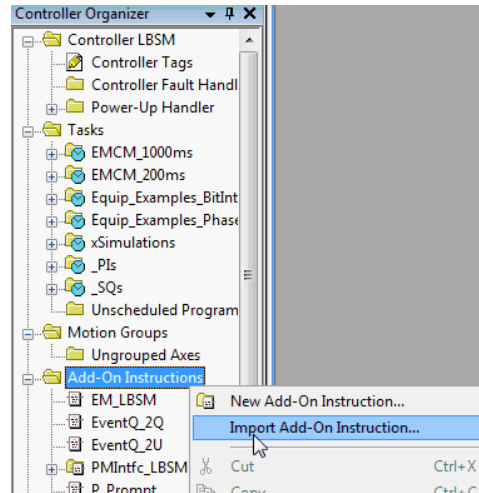 Controller Organizer
Controller LBSM
Controller Tags
Controller Fault Handl
Power-Up Handler
Tasks
EMCM_1000ms
EMCM_200ms
Equip_Examples_BitInt
Equip_Examples_Phase
xSimulations
_PIs
_SQs
Unscheduled Program
Motion Groups
Ungrouped Axes
Add-On Instructions
EM_LBSM
New Add-On Instruction...
EventQ_2Q
Import Add-On Instruction...
EventQ_2U
PMIntfc_LBSM
Cut Ctrl+X
P_Prompt
Copy Ctrl+C